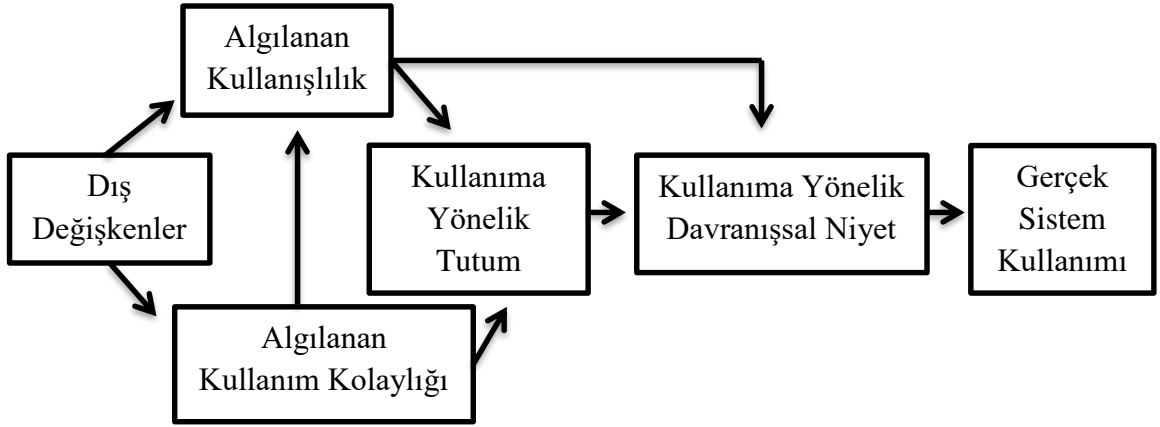 Algılanan
Kullanışlılık
Dış
Değişkenler
Kullanıma
Yönelik
Tutum
Kullanıma Yönelik
Davranışsal Niyet
Gerçek
Sistem
Kullanımı
Algılanan
Kullanım Kolaylığı